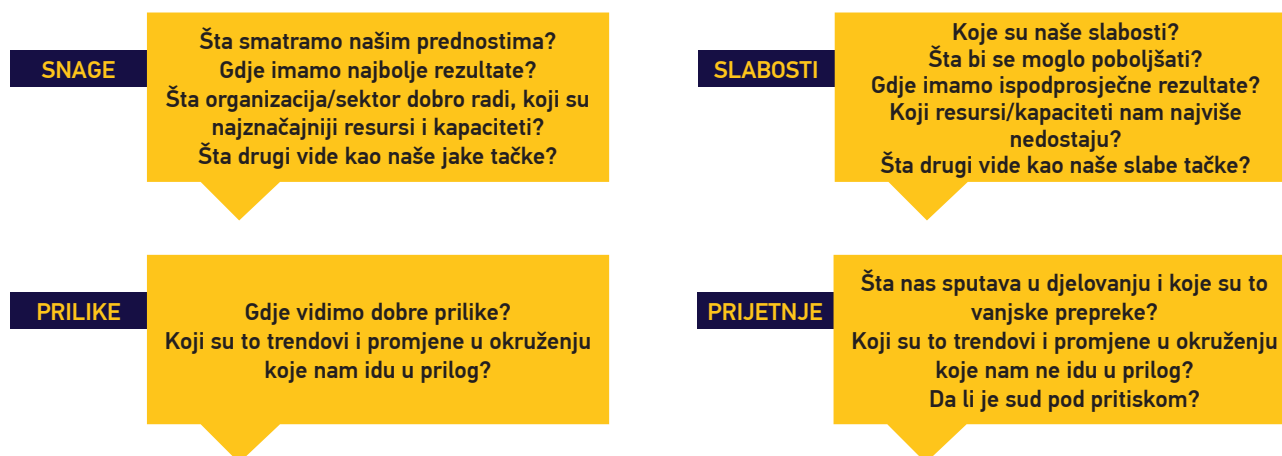 SNAGE
Šta smatramo našim prednostima?
Gdje imamo najbolje rezultate?
Šta organizacija/sektor dobro radi, koji su
najznačajniji resursi i kapaciteti?
Šta drugi vide kao naše jake tačke?
SLABOSTI
Koje su naše slabosti?
Šta bi se moglo poboljšati?
Gdje imamo ispodprosječne rezultate?
Koji resursi/kapaciteti nam najviše
nedostaju?
Šta drugi vide kao naše slabe tačke?
PRILIKE
Gdje vidimo dobre prilike?
Koji su to trendovi i promjene u okruženju
koje nam idu u prilog?
PRIJETNJE
Šta nas sputava u djelovanju i koje su to
vanjske prepreke?
Koji su to trendovi i promjene u okruženju
koje nam ne idu u prilog?
Da li je sud pod pritiskom?